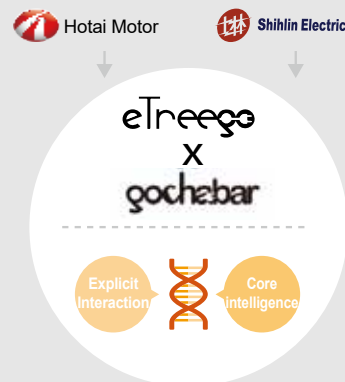 Hotai Motor
Shihlin Electric
eTreego
X
gochabar
Explicit
Interaction
Core
intelligence